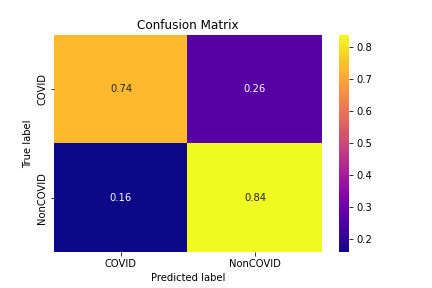 Confusion Matrix
True label
COVID
0.74
0.26
NonCOVID
0.16
0.84
COVID
NonCOVID
Predicted label
0.8
0.7
0.6
0.5
0.4
0.3
0.2